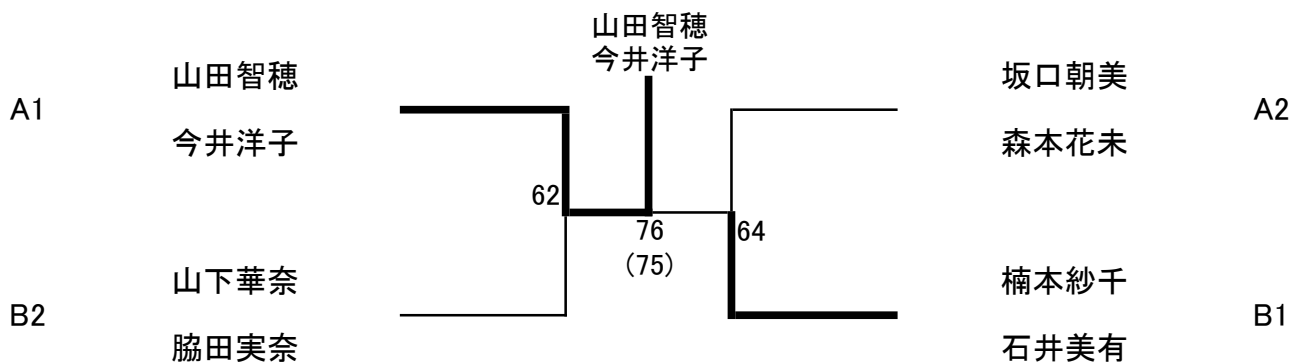 山田智穂
今井洋子
山田智穂
A1
今井洋子
坂口朝美
A2
森本花未
62
76
(75)
64
山下華奈
B2
脇田実奈
楠本紗千
B1
石井美有